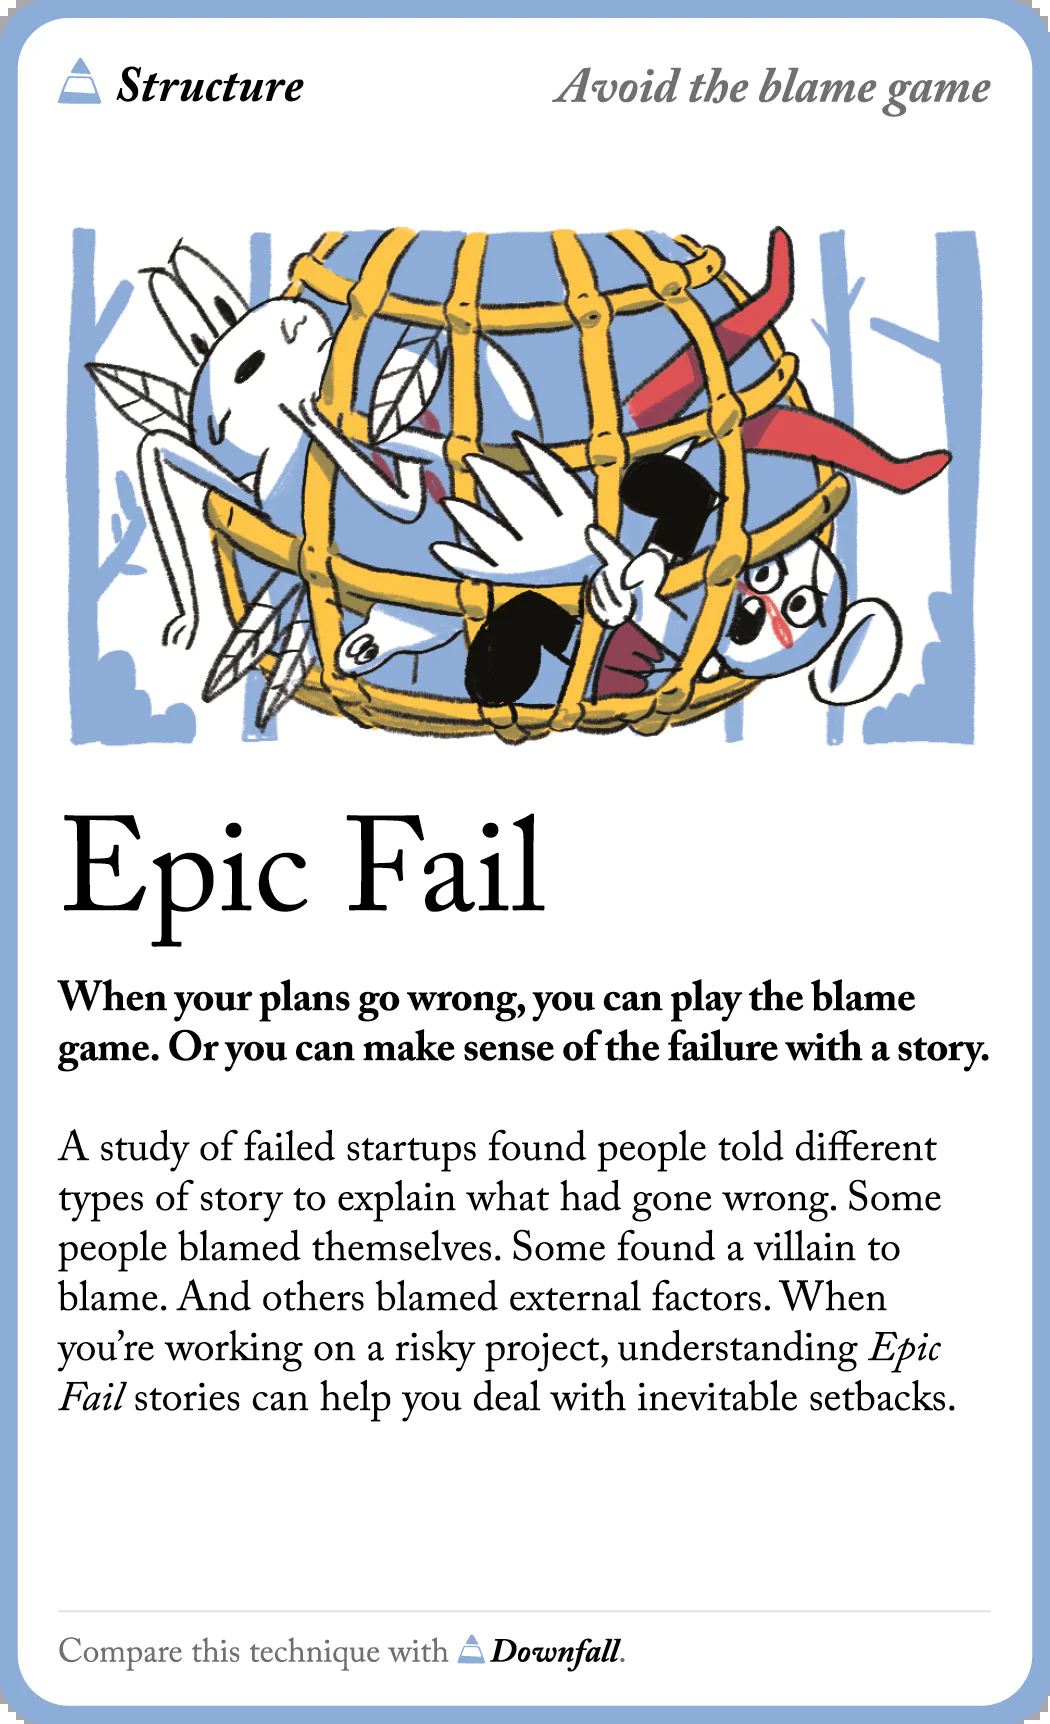 Structure
Avoid the blame game
Epic Fail
When your plans go wrong, you can play the blame
game. Or you can make sense of the failure with a story.
A study of failed startups found people told different
types of story to explain what had gone wrong. Some
people blamed themselves. Some found a villain to
blame. And others blamed external factors. When
you’re working on a risky project, understanding Epic
Fail stories can help you deal with inevitable setbacks.
Compare this technique with Downfall.